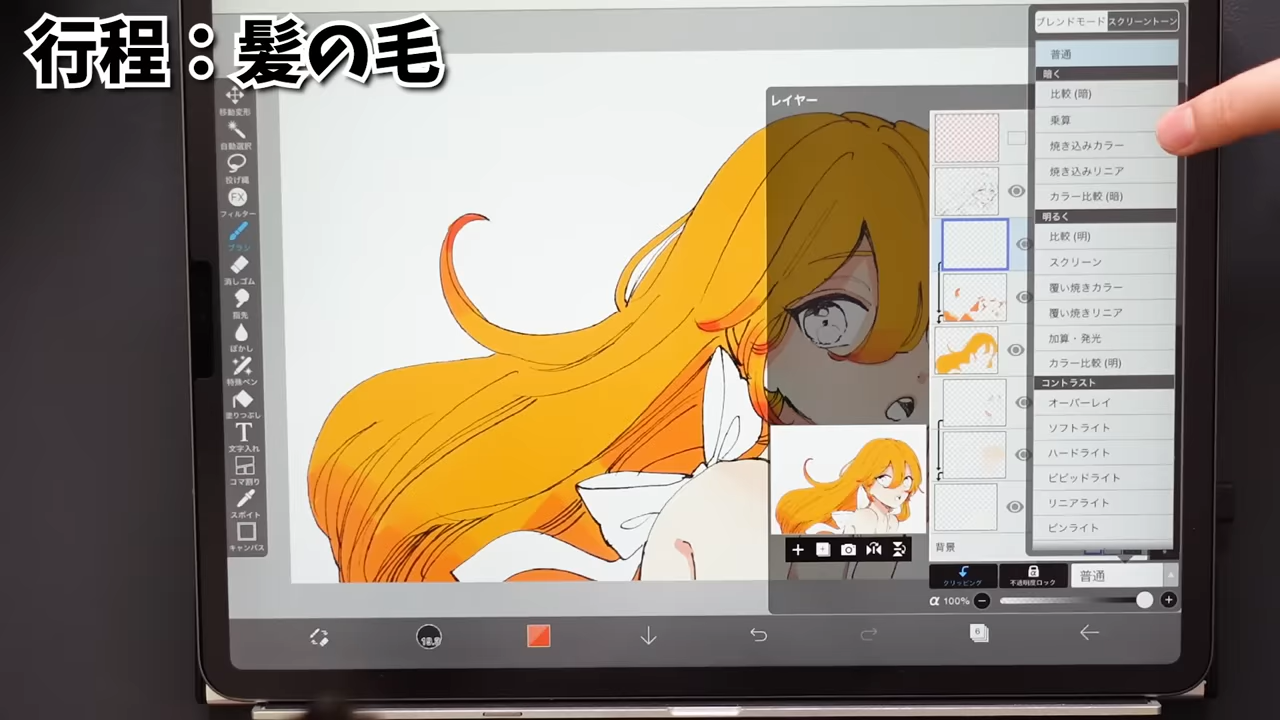 行程：髪の毛
移動変形
自動選択
投げ縄
FX
フィルター
ブラシ
消しゴム
指先
ぼかし
特殊ペン
塗りつぶし
T
文字入れ
コマ割り
スポイト
キャンバス
レイヤー
背景
クリッピング
不透明度ロック
普通
α 100%
6
ブレンドモード
スクリーントーン
普通
暗く
比較 (暗)
乗算
焼き込みカラー
焼き込みリニア
カラー比較 (暗)
明るく
比較 (明)
スクリーン
覆い焼きカラー
覆い焼きリニア
加算・発光
カラー比較 (明)
コントラスト
オーバーレイ
ソフトライト
ハードライト
ビビッドライト
リニアライト
ピンライト